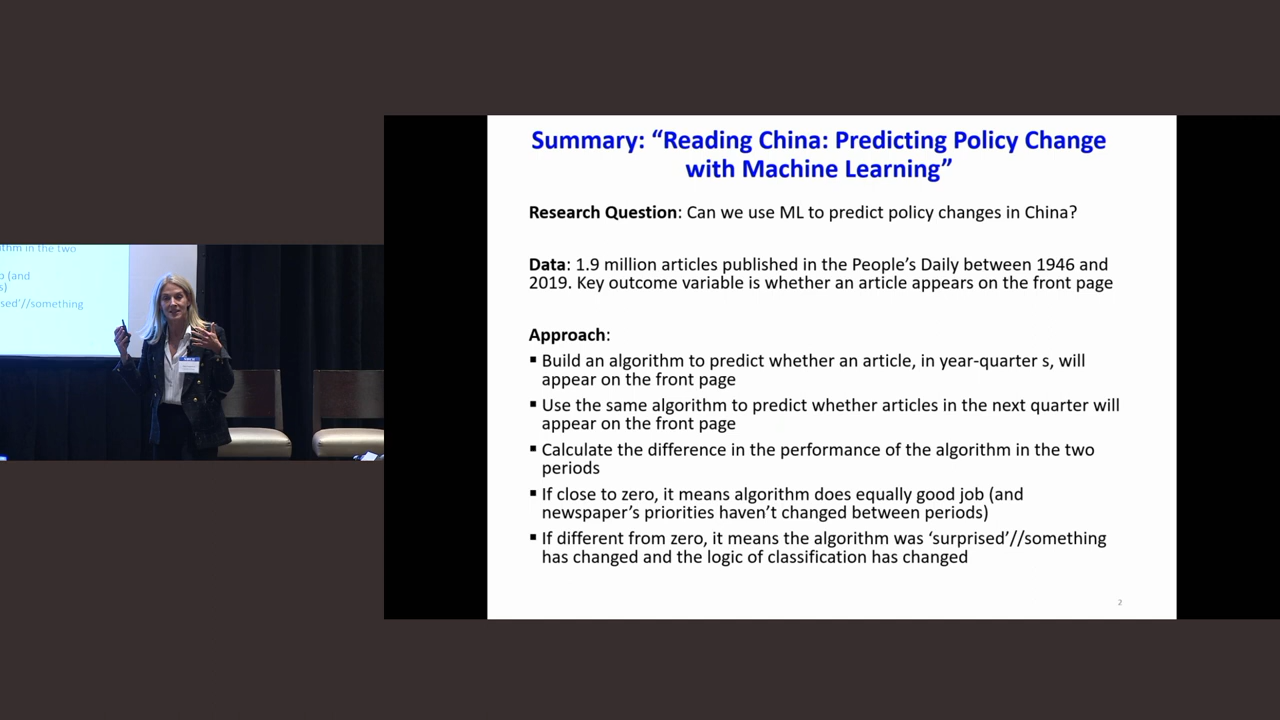 Summary: “Reading China: Predicting Policy Change
with Machine Learning”
Research Question: Can we use ML to predict policy changes in China?
Data: 1.9 million articles published in the People’s Daily between 1946 and
2019. Key outcome variable is whether an article appears on the front page
Approach:
▪ Build an algorithm to predict whether an article, in year-quarter s, will
appear on the front page
▪ Use the same algorithm to predict whether articles in the next quarter will
appear on the front page
▪ Calculate the difference in the performance of the algorithm in the two
periods
▪ If close to zero, it means algorithm does equally good job (and
newspaper’s priorities haven’t changed between periods)
▪ If different from zero, it means the algorithm was ‘surprised’//something
has changed and the logic of classification has changed
2
ithm in the two
(and
s)
sed’//something